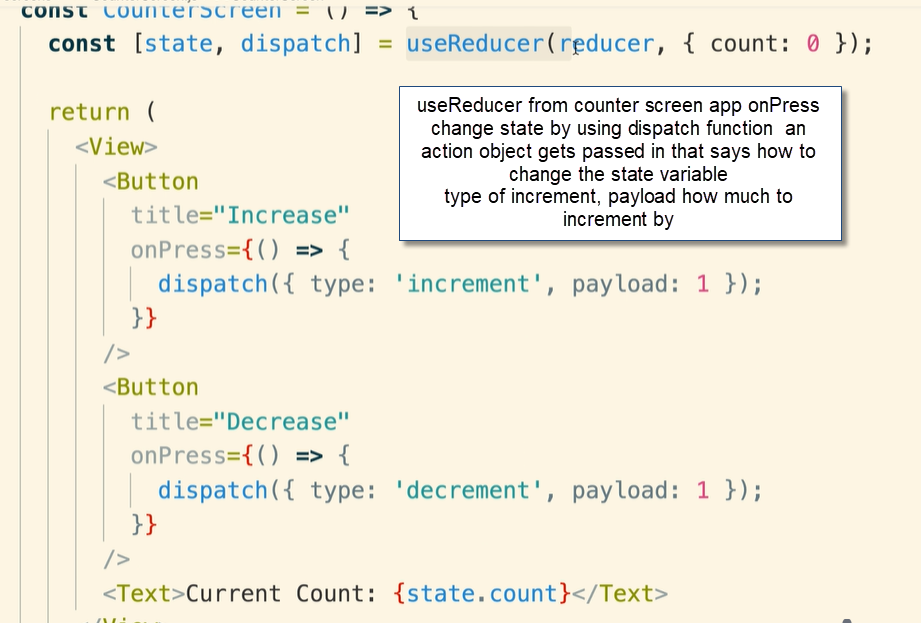 const CounterScreen = () => {
const [state, dispatch] = useReducer(reducer, { count: 0 });
return (
<View>
<Button
title="Increase"
onPress={() => {
dispatch({ type: 'increment', payload: 1 });
}}
/>
<Button
title="Decrease"
onPress={() => {
dispatch({ type: 'decrement', payload: 1 });
}}
/>
<Text>Current Count: {state.count}</Text>
</View>
useReducer from counter screen app onPress
change state by using dispatch function  an
action object gets passed in that says how to
change the state variable
type of increment, payload how much to
increment by